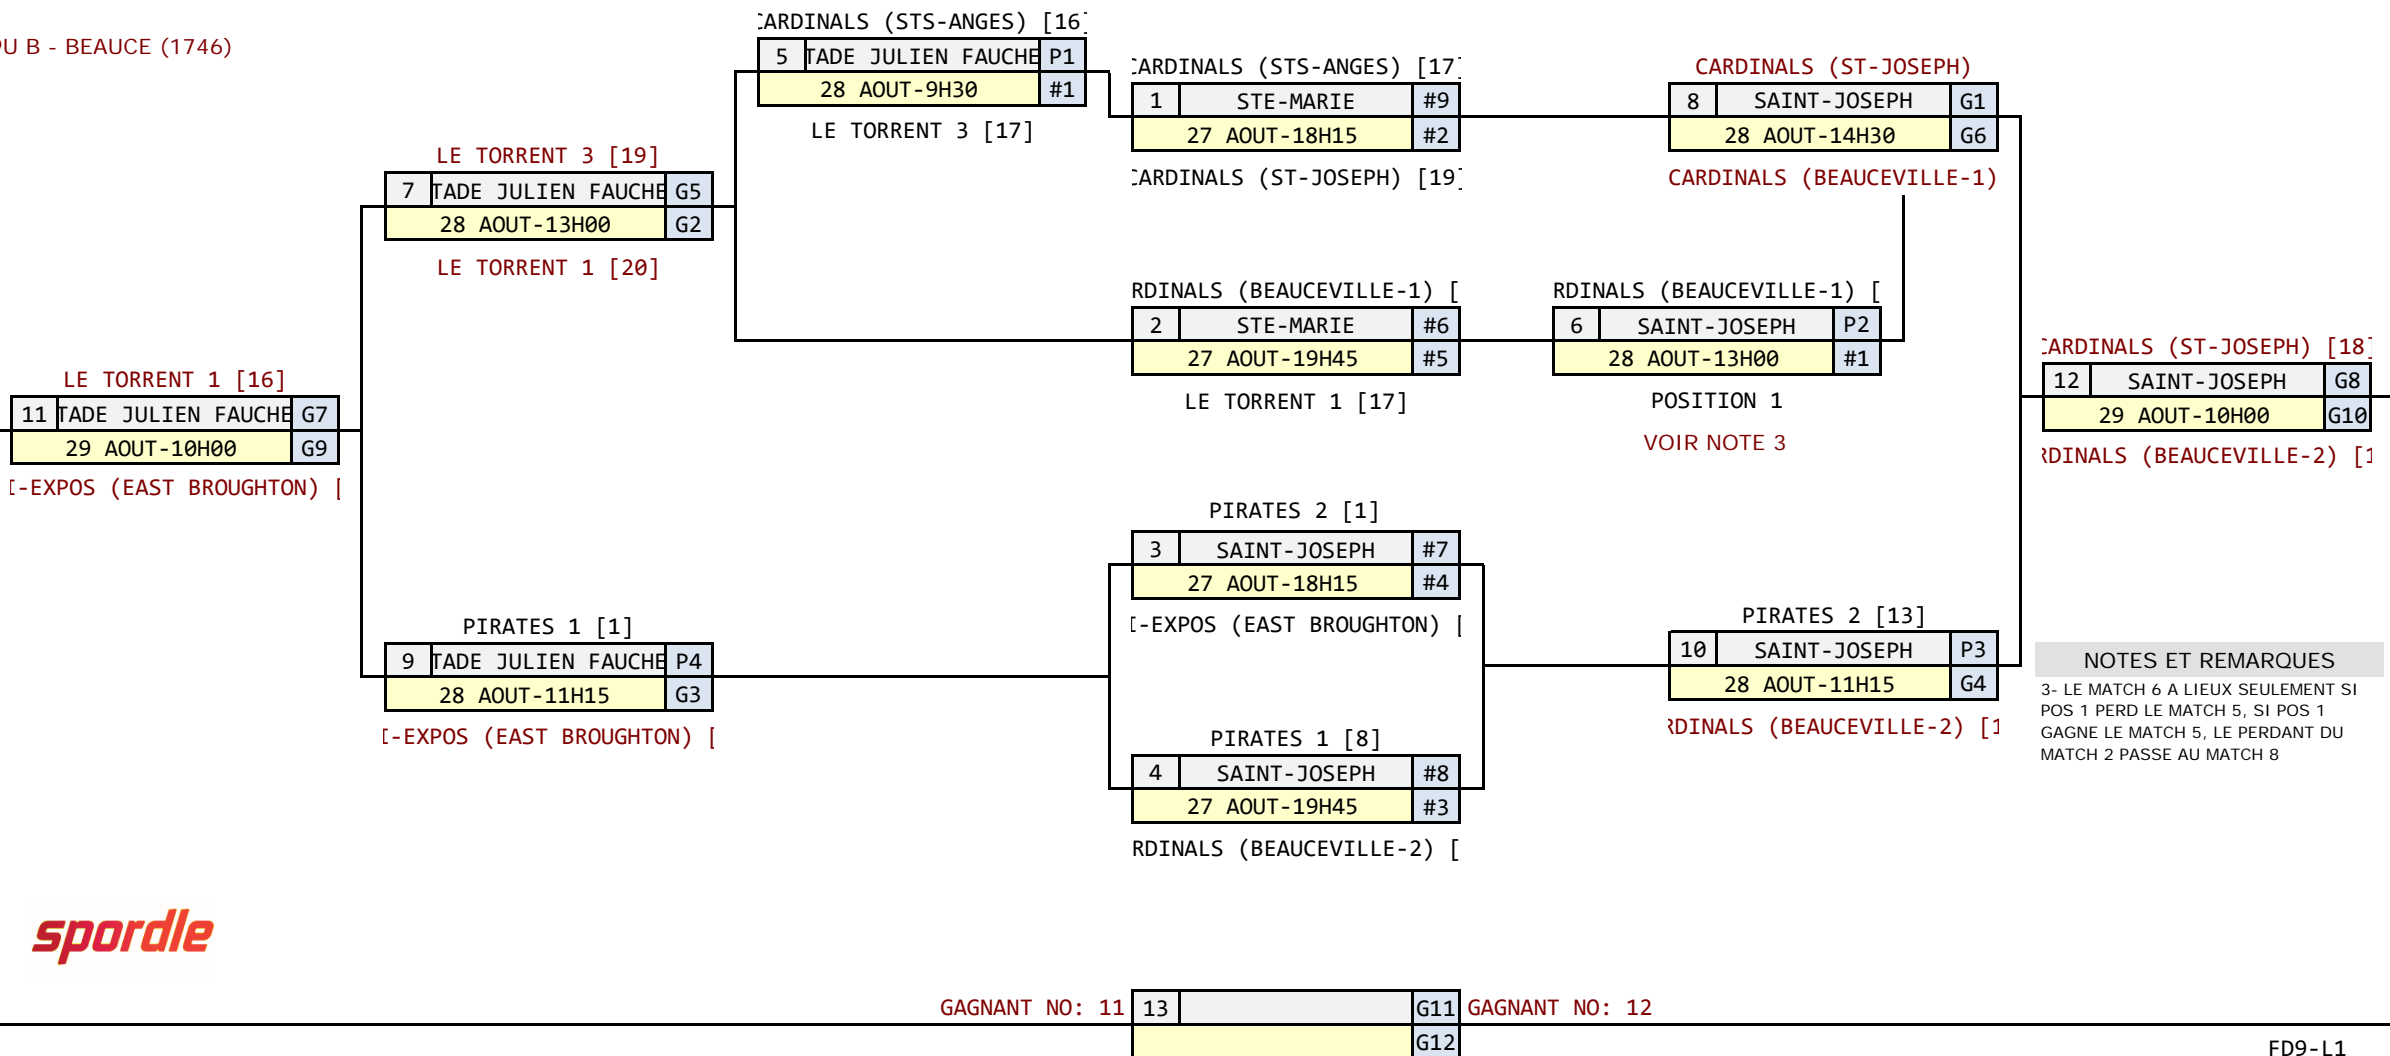 U B - BEAUCE (1746)
CARDINALS (STS-ANGES) [16]
5 TADE JULIEN FAUCHE P1
28 AOUT-9H30 #1
LE TORRENT 3 [17]
CARDINALS (STS-ANGES) [17]
1 STE-MARIE #9
27 AOUT-18H15 #2
CARDINALS (ST-JOSEPH) [19]
CARDINALS (ST-JOSEPH)
8 SAINT-JOSEPH G1
28 AOUT-14H30 G6
CARDINALS (BEAUCEVILLE-1)
LE TORRENT 3 [19]
7 TADE JULIEN FAUCHE G5
28 AOUT-13H00 G2
LE TORRENT 1 [20]
RDINALS (BEAUCEVILLE-1) [
2 STE-MARIE #6
27 AOUT-19H45 #5
LE TORRENT 1 [17]
RDINALS (BEAUCEVILLE-1) [
6 SAINT-JOSEPH P2
28 AOUT-13H00 #1
POSITION 1
VOIR NOTE 3
CARDINALS (ST-JOSEPH) [18]
12 SAINT-JOSEPH G8
29 AOUT-10H00 G10
RDINALS (BEAUCEVILLE-2) [1
LE TORRENT 1 [16]
11 TADE JULIEN FAUCHE G7
29 AOUT-10H00 G9
I-EXPOS (EAST BROUGHTON) [
PIRATES 2 [1]
3 SAINT-JOSEPH #7
27 AOUT-18H15 #4
I-EXPOS (EAST BROUGHTON) [
PIRATES 1 [1]
9 TADE JULIEN FAUCHE P4
28 AOUT-11H15 G3
I-EXPOS (EAST BROUGHTON) [
PIRATES 2 [13]
10 SAINT-JOSEPH P3
28 AOUT-11H15 G4
RDINALS (BEAUCEVILLE-2) [1
PIRATES 1 [8]
4 SAINT-JOSEPH #8
27 AOUT-19H45 #3
RDINALS (BEAUCEVILLE-2) [
NOTES ET REMARQUES
3- LE MATCH 6 A LIEUX SEULEMENT SI
POS 1 PERD LE MATCH 5, SI POS 1
GAGNE LE MATCH 5, LE PERDANT DU
MATCH 2 PASSE AU MATCH 8
spordle
GAGNANT NO: 11 13 G11 GAGNANT NO: 12
G12
FD9-L1